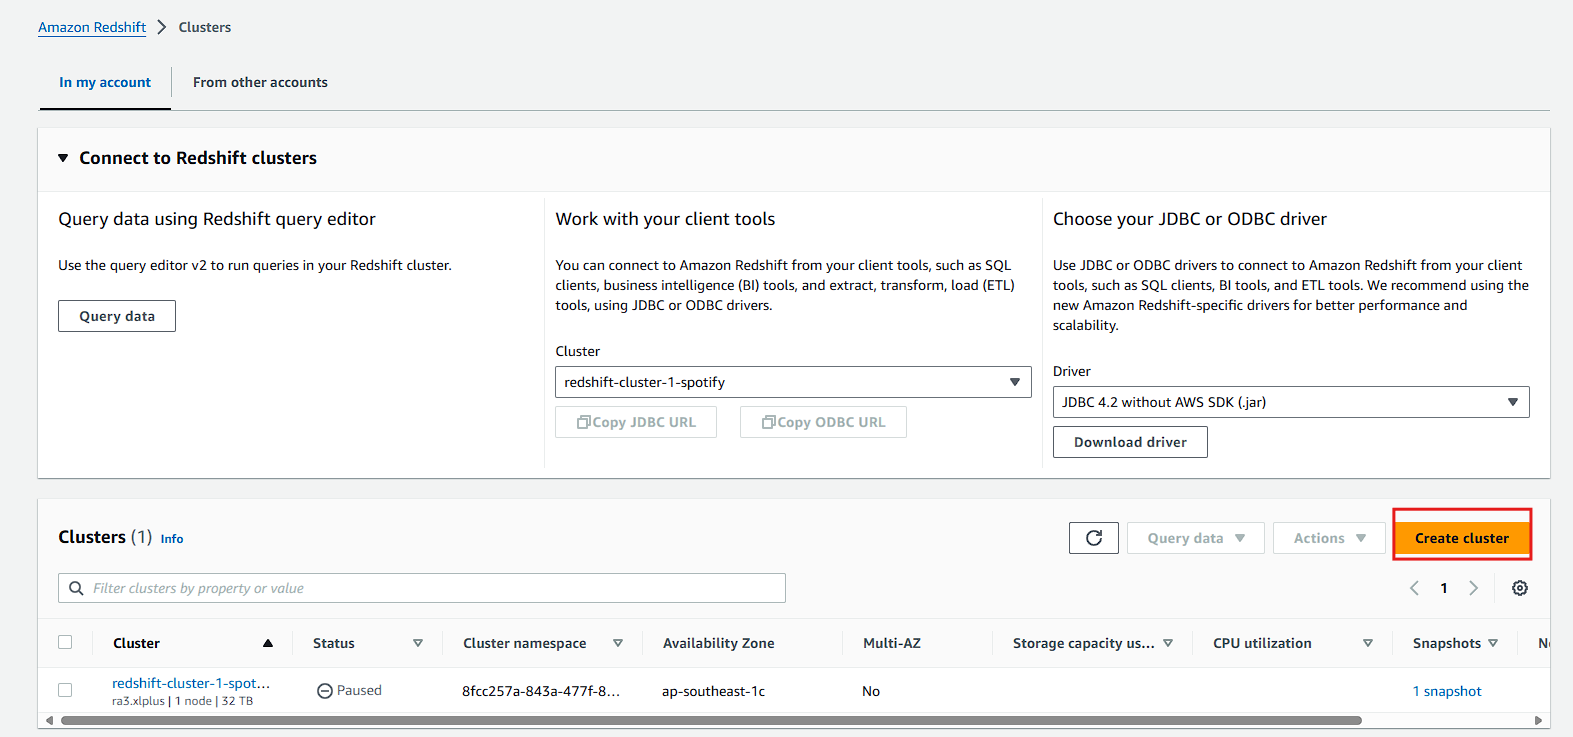 Amazon Redshift > Clusters
In my account
From other accounts
Connect to Redshift clusters
Query data using Redshift query editor
Use the query editor v2 to run queries in your Redshift cluster.
Query data
Work with your client tools
You can connect to Amazon Redshift from your client tools, such as SQL
clients, business intelligence (BI) tools, and extract, transform, load (ETL)
tools, using JDBC or ODBC drivers.
Cluster
redshift-cluster-1-spotify
Copy JDBC URL
Copy ODBC URL
Choose your JDBC or ODBC driver
Use JDBC or ODBC drivers to connect to Amazon Redshift from your client
tools, such as SQL clients, BI tools, and ETL tools. We recommend using the
new Amazon Redshift-specific drivers for better performance and
scalability.
Driver
JDBC 4.2 without AWS SDK (.jar)
Download driver
Clusters (1) Info
Query data
Actions
Create cluster
Filter clusters by property or value
1
Cluster Status Cluster namespace Availability Zone Multi-AZ Storage capacity us... CPU utilization Snapshots
redshift-cluster-1-spot... Paused 8fcc257a-843a-477f-8... ap-southeast-1c No 1 snapshot
ra3.xlplus | 1 node | 32 TB